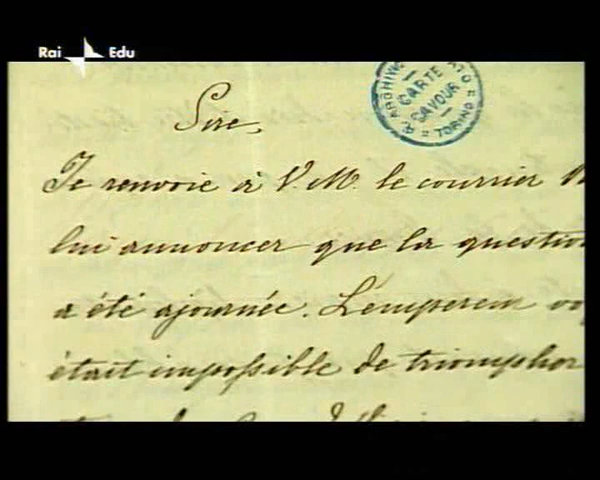 Rai Edu
ARCHIVIO
CARTE
CAVOUR
TORINO
Sire,
Je renvoie à V. M. le courrier
lui annoncer que la question
a été ajournée. L'empereur
était impossible de triompher